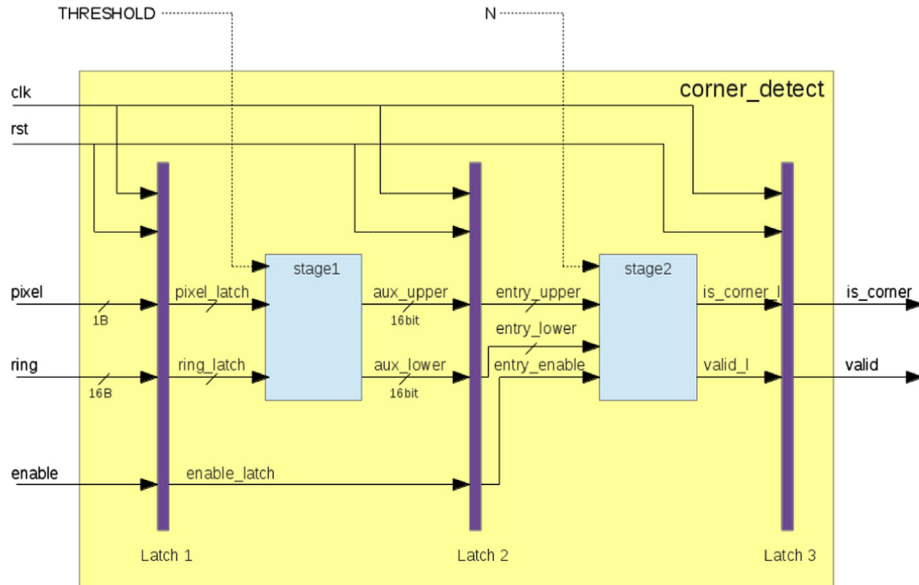 THRESHOLD
N
corner_detect
clk
rst
stage1
stage2
pixel
pixel_latch
aux_upper
entry_upper
is_corner_l
is_corner
1B
16bit
entry_lower
ring
ring_latch
aux_lower
entry_enable
valid_l
valid
16B
16bit
enable
enable_latch
Latch 1
Latch 2
Latch 3